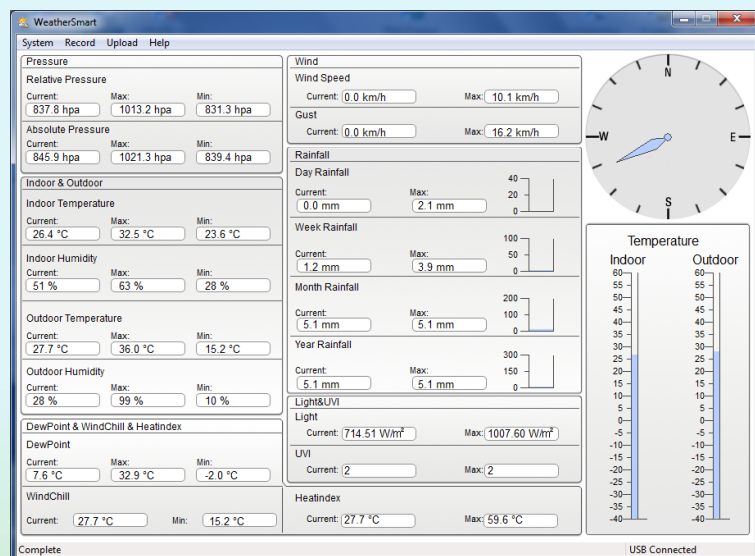 WeatherSmart
System Record Upload Help
Pressure
Relative Pressure
Current: Max: Min:
837.8 hpa 1013.2 hpa 831.3 hpa
Absolute Pressure
Current: Max: Min:
845.9 hpa 1021.3 hpa 839.4 hpa
Indoor & Outdoor
Indoor Temperature
Current: Max: Min:
26.4 °C 32.5 °C 23.6 °C
Indoor Humidity
Current: Max: Min:
51 % 63 % 28 %
Outdoor Temperature
Current: Max: Min:
27.7 °C 36.0 °C 15.2 °C
Outdoor Humidity
Current: Max: Min:
28 % 99 % 10 %
DewPoint & WindChill & Heatindex
DewPoint
Current: Max: Min:
7.6 °C 32.9 °C -2.0 °C
WindChill
Current: 27.7 °C Min: 15.2 °C
Wind
Wind Speed
Current: 0.0 km/h Max: 10.1 km/h
Gust
Current: 0.0 km/h Max: 16.2 km/h
Rainfall
Day Rainfall
Current: Max:
0.0 mm 2.1 mm
40
20
0
Week Rainfall
Current: Max:
1.2 mm 3.9 mm
100
50
0
Month Rainfall
Current: Max:
5.1 mm 5.1 mm
200
100
0
Year Rainfall
Current: Max:
5.1 mm 5.1 mm
300
150
0
Light&UVI
Light
Current: 714.51 W/m² Max: 1007.60 W/m²
UVI
Current: 2 Max: 2
Heatindex
Current: 27.7 °C Max: 59.6 °C
N
W E
S
Temperature
Indoor Outdoor
60 60
55 55
50 50
45 45
40 40
35 35
30 30
25 25
20 20
15 15
10 10
5 5
0 0
-5 -5
-10 -10
-15 -15
-20 -20
-25 -25
-30 -30
-35 -35
-40 -40
Complete USB Connected